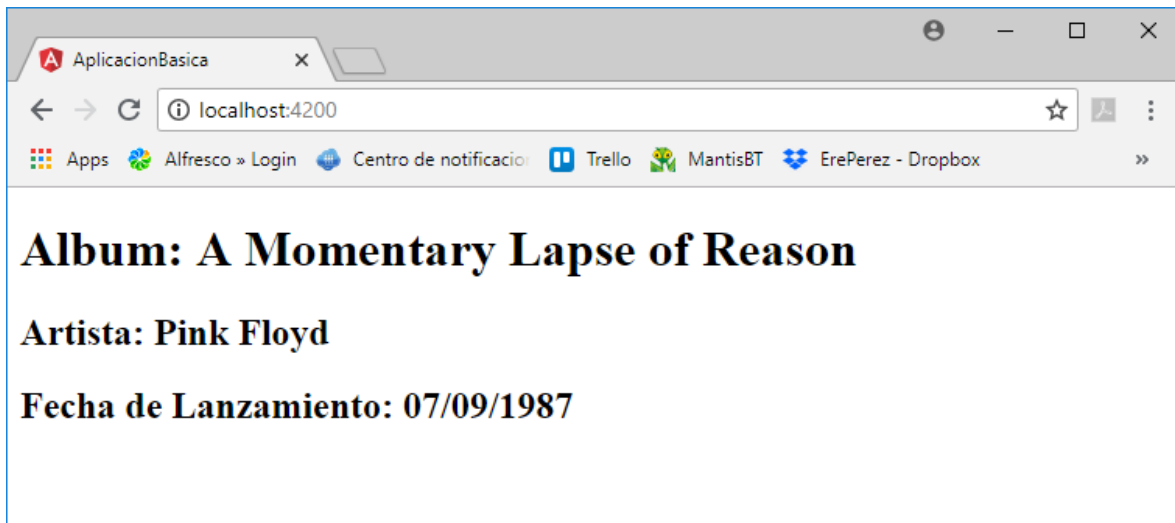 AplicacionBasica
localhost:4200
Apps Alfresco » Login Centro de notificacio Trello MantisBT ErePerez - Dropbox »
Album: A Momentary Lapse of Reason
Artista: Pink Floyd
Fecha de Lanzamiento: 07/09/1987